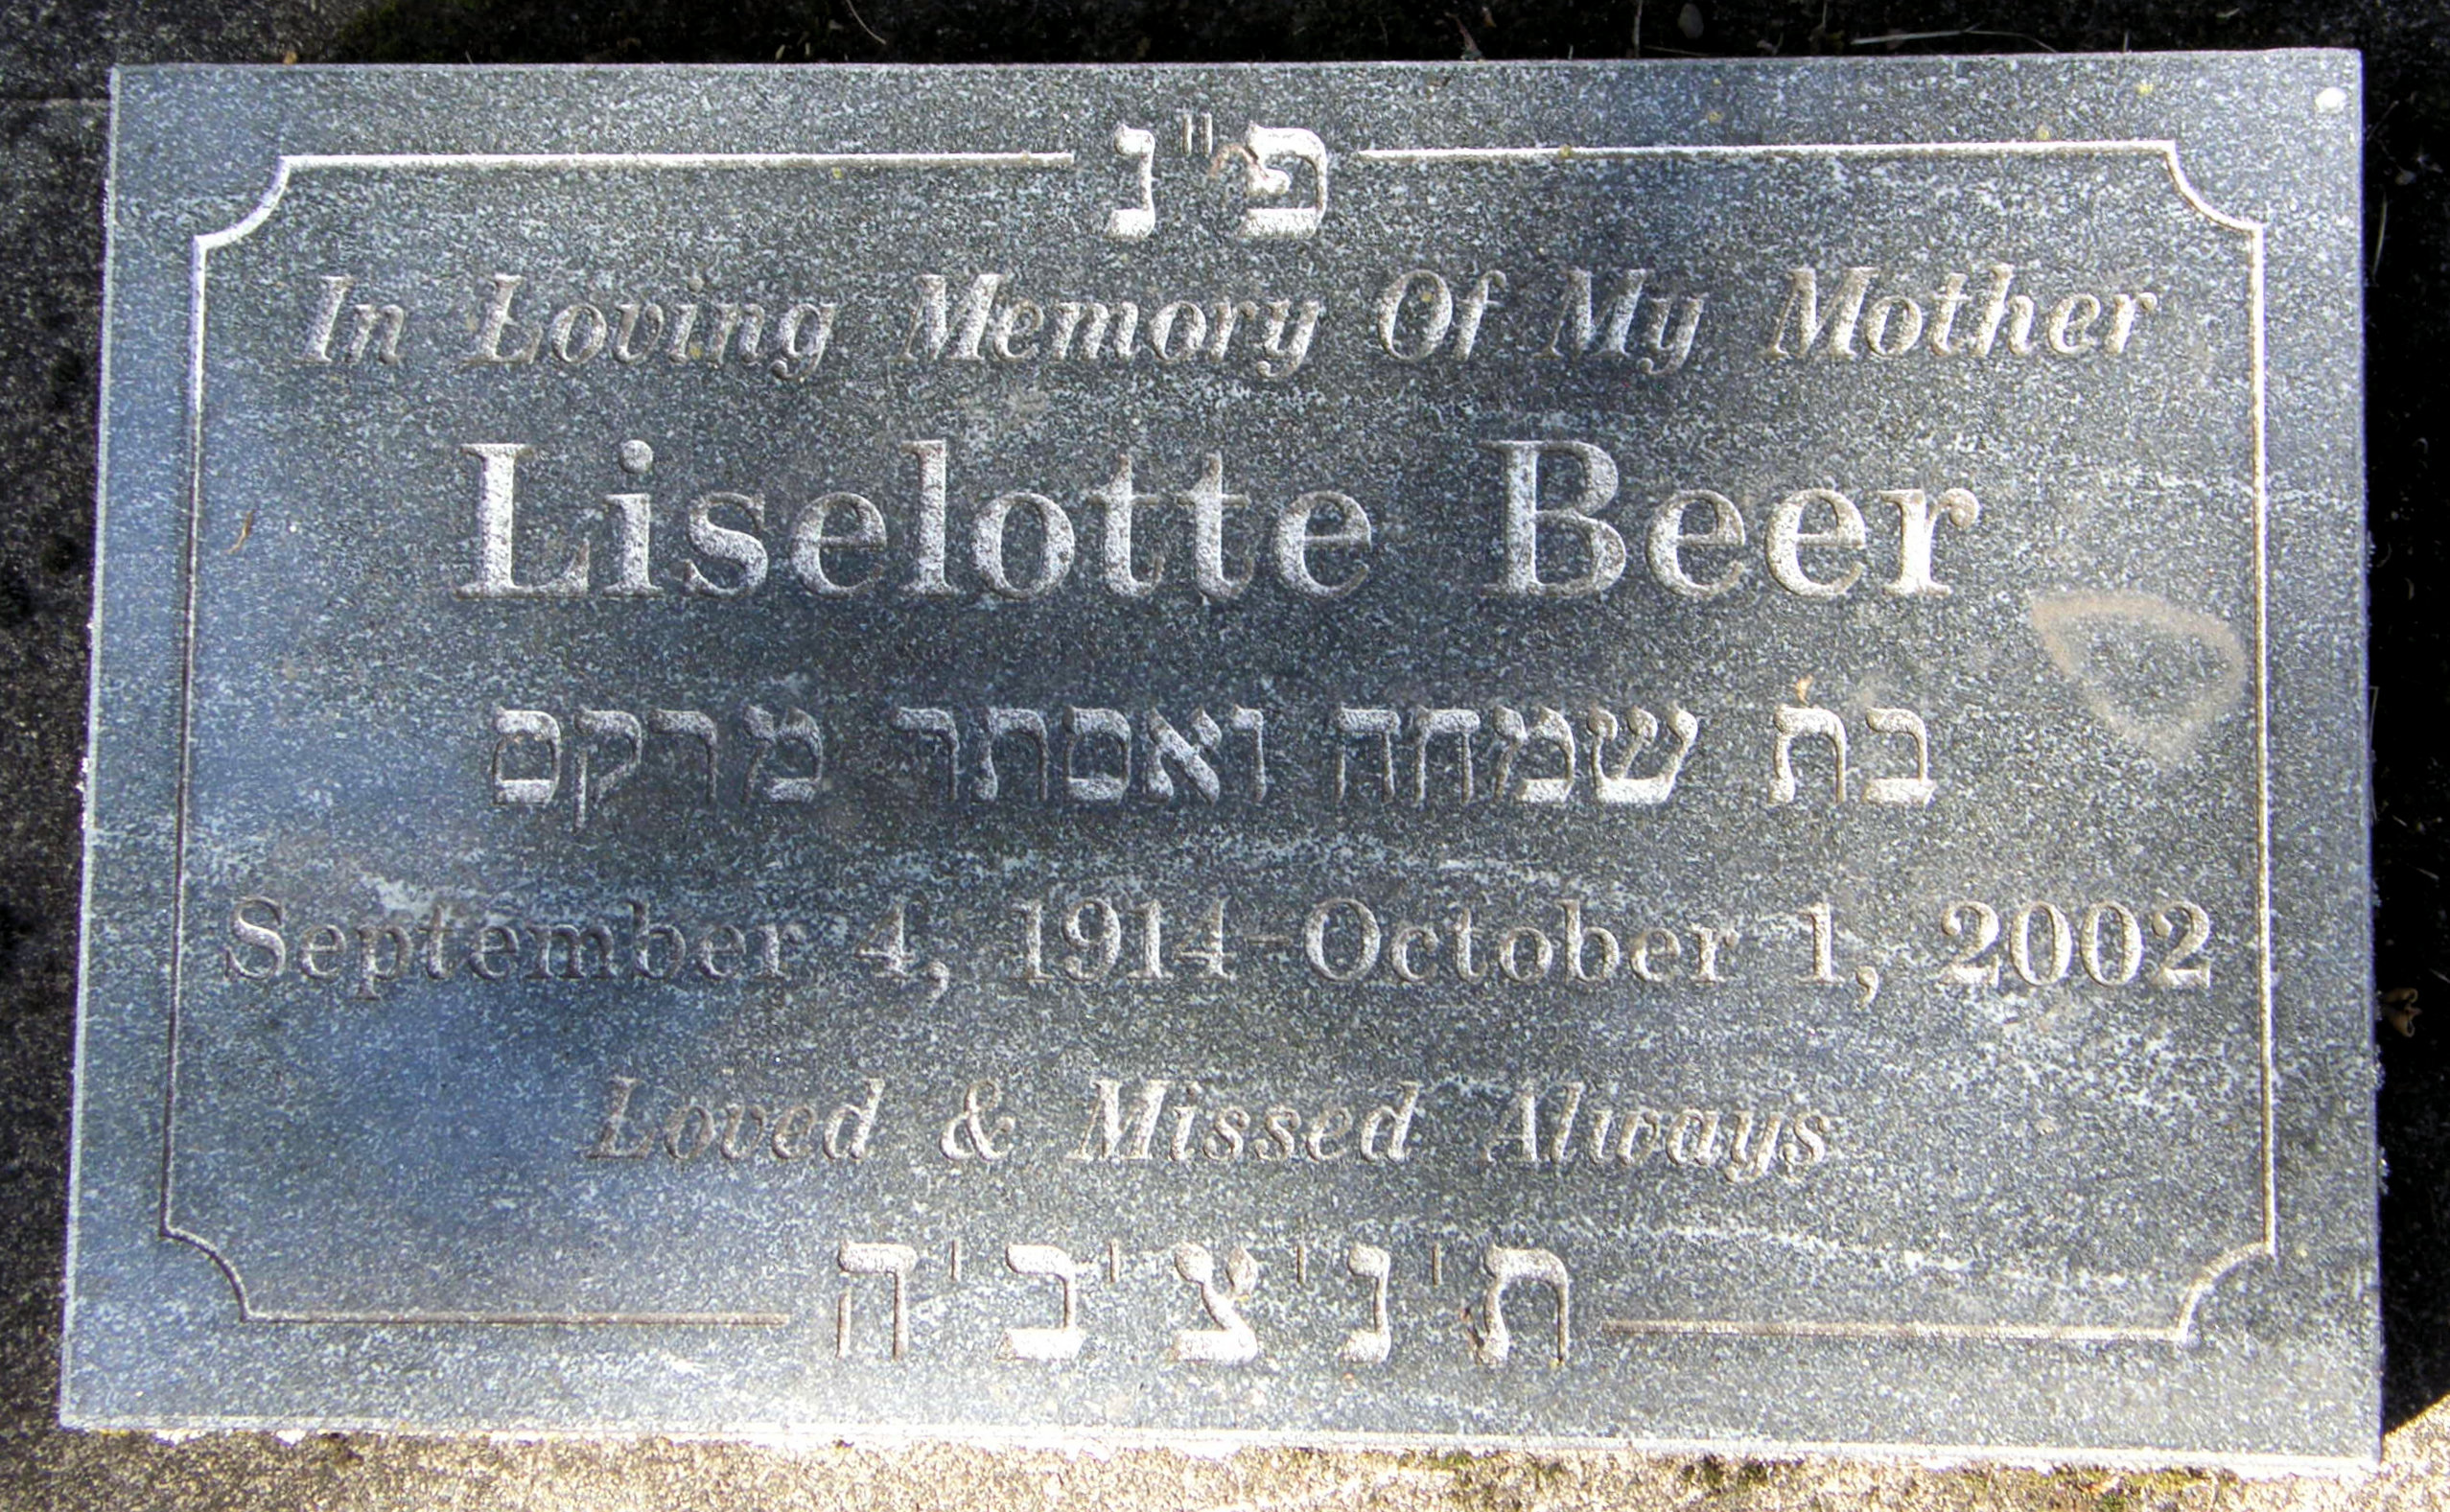 פ"נ
In Loving Memory Of My Mother
Liselotte Beer
בת שמחה ואסתר מרקם
September 4, 1914-October 1, 2002
Loved & Missed Always
ת'נ'צ'ב'ה